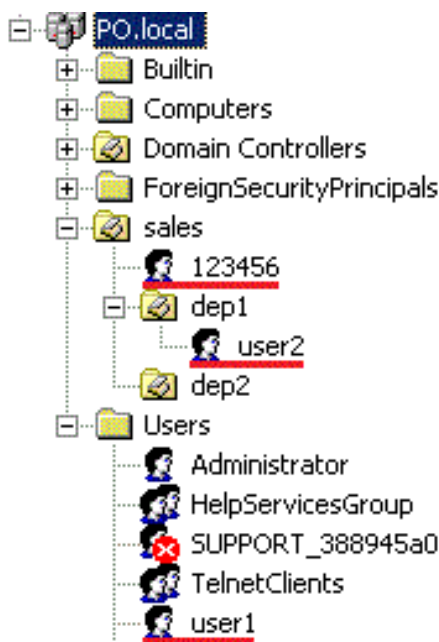 PO.local
Builtin
Computers
Domain Controllers
ForeignSecurityPrincipals
sales
123456
dep1
user2
dep2
Users
Administrator
HelpServicesGroup
SUPPORT_388945a0
TelnetClients
user1